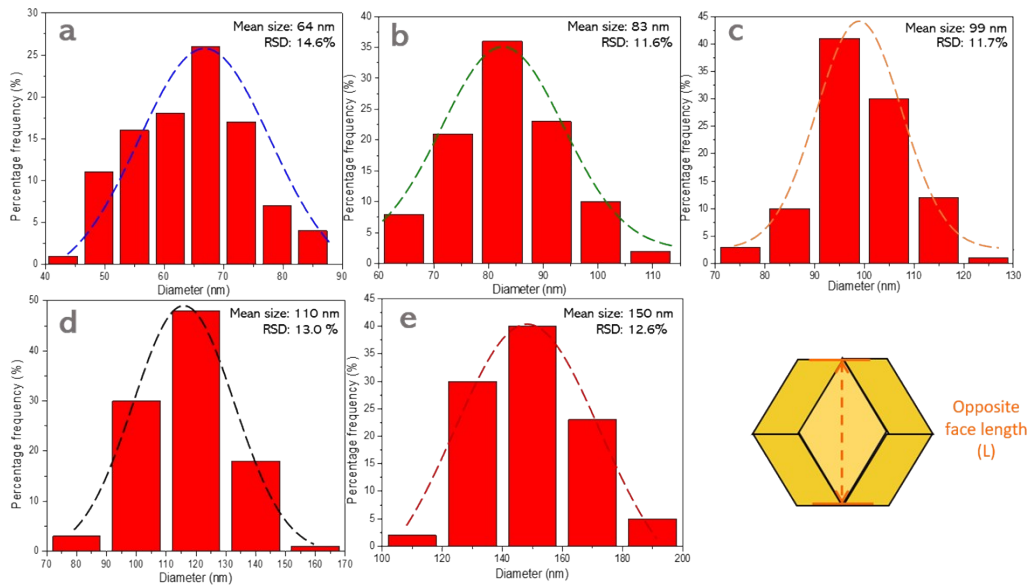 a
Mean size: 64 nm
RSD: 14.6%
Percentage frequency (%)
30
25
20
15
10
5
0
40 50 60 70 80 90
Diameter (nm)
b
Mean size: 83 nm
RSD: 11.6%
Percentage frequency (%)
40
35
30
25
20
15
10
5
0
60 70 80 90 100 110
Diameter (nm)
c
Mean size: 99 nm
RSD: 11.7%
Percentage frequency (%)
45
40
35
30
25
20
15
10
5
0
70 80 90 100 110 120 130
Diameter (nm)
d
Mean size: 110 nm
RSD: 13.0 %
Percentage frequency (%)
50
40
30
20
10
0
70 80 90 100 110 120 130 140 150 160 170
Diameter (nm)
e
Mean size: 150 nm
RSD: 12.6%
Percentage frequency (%)
45
40
35
30
25
20
15
10
5
0
100 120 140 160 180 200
Diameter (nm)
Opposite
face length
(L)